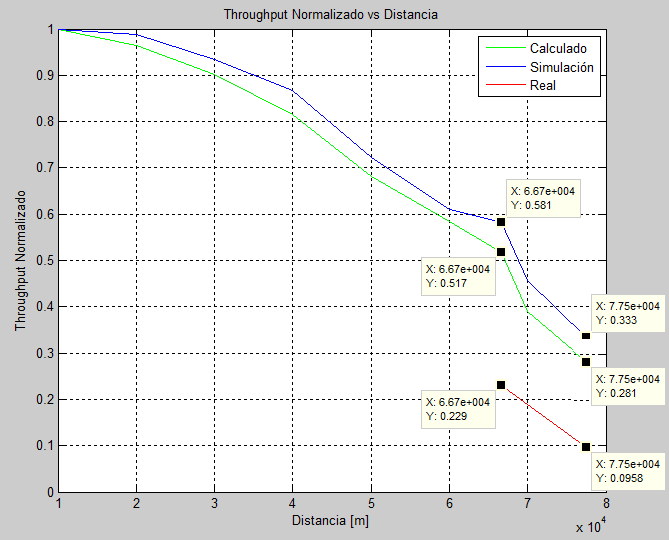 Throughput Normalizado vs Distancia
Calculado
Simulación
Real
Throughput Normalizado
1
0.9
0.8
0.7
0.6
0.5
0.4
0.3
0.2
0.1
0
X: 6.67e+004
Y: 0.581
X: 6.67e+004
Y: 0.517
X: 7.75e+004
Y: 0.333
X: 7.75e+004
Y: 0.281
X: 6.67e+004
Y: 0.229
X: 7.75e+004
Y: 0.0958
1 2 3 4 5 6 7 8
Distancia [m]
x 10⁴